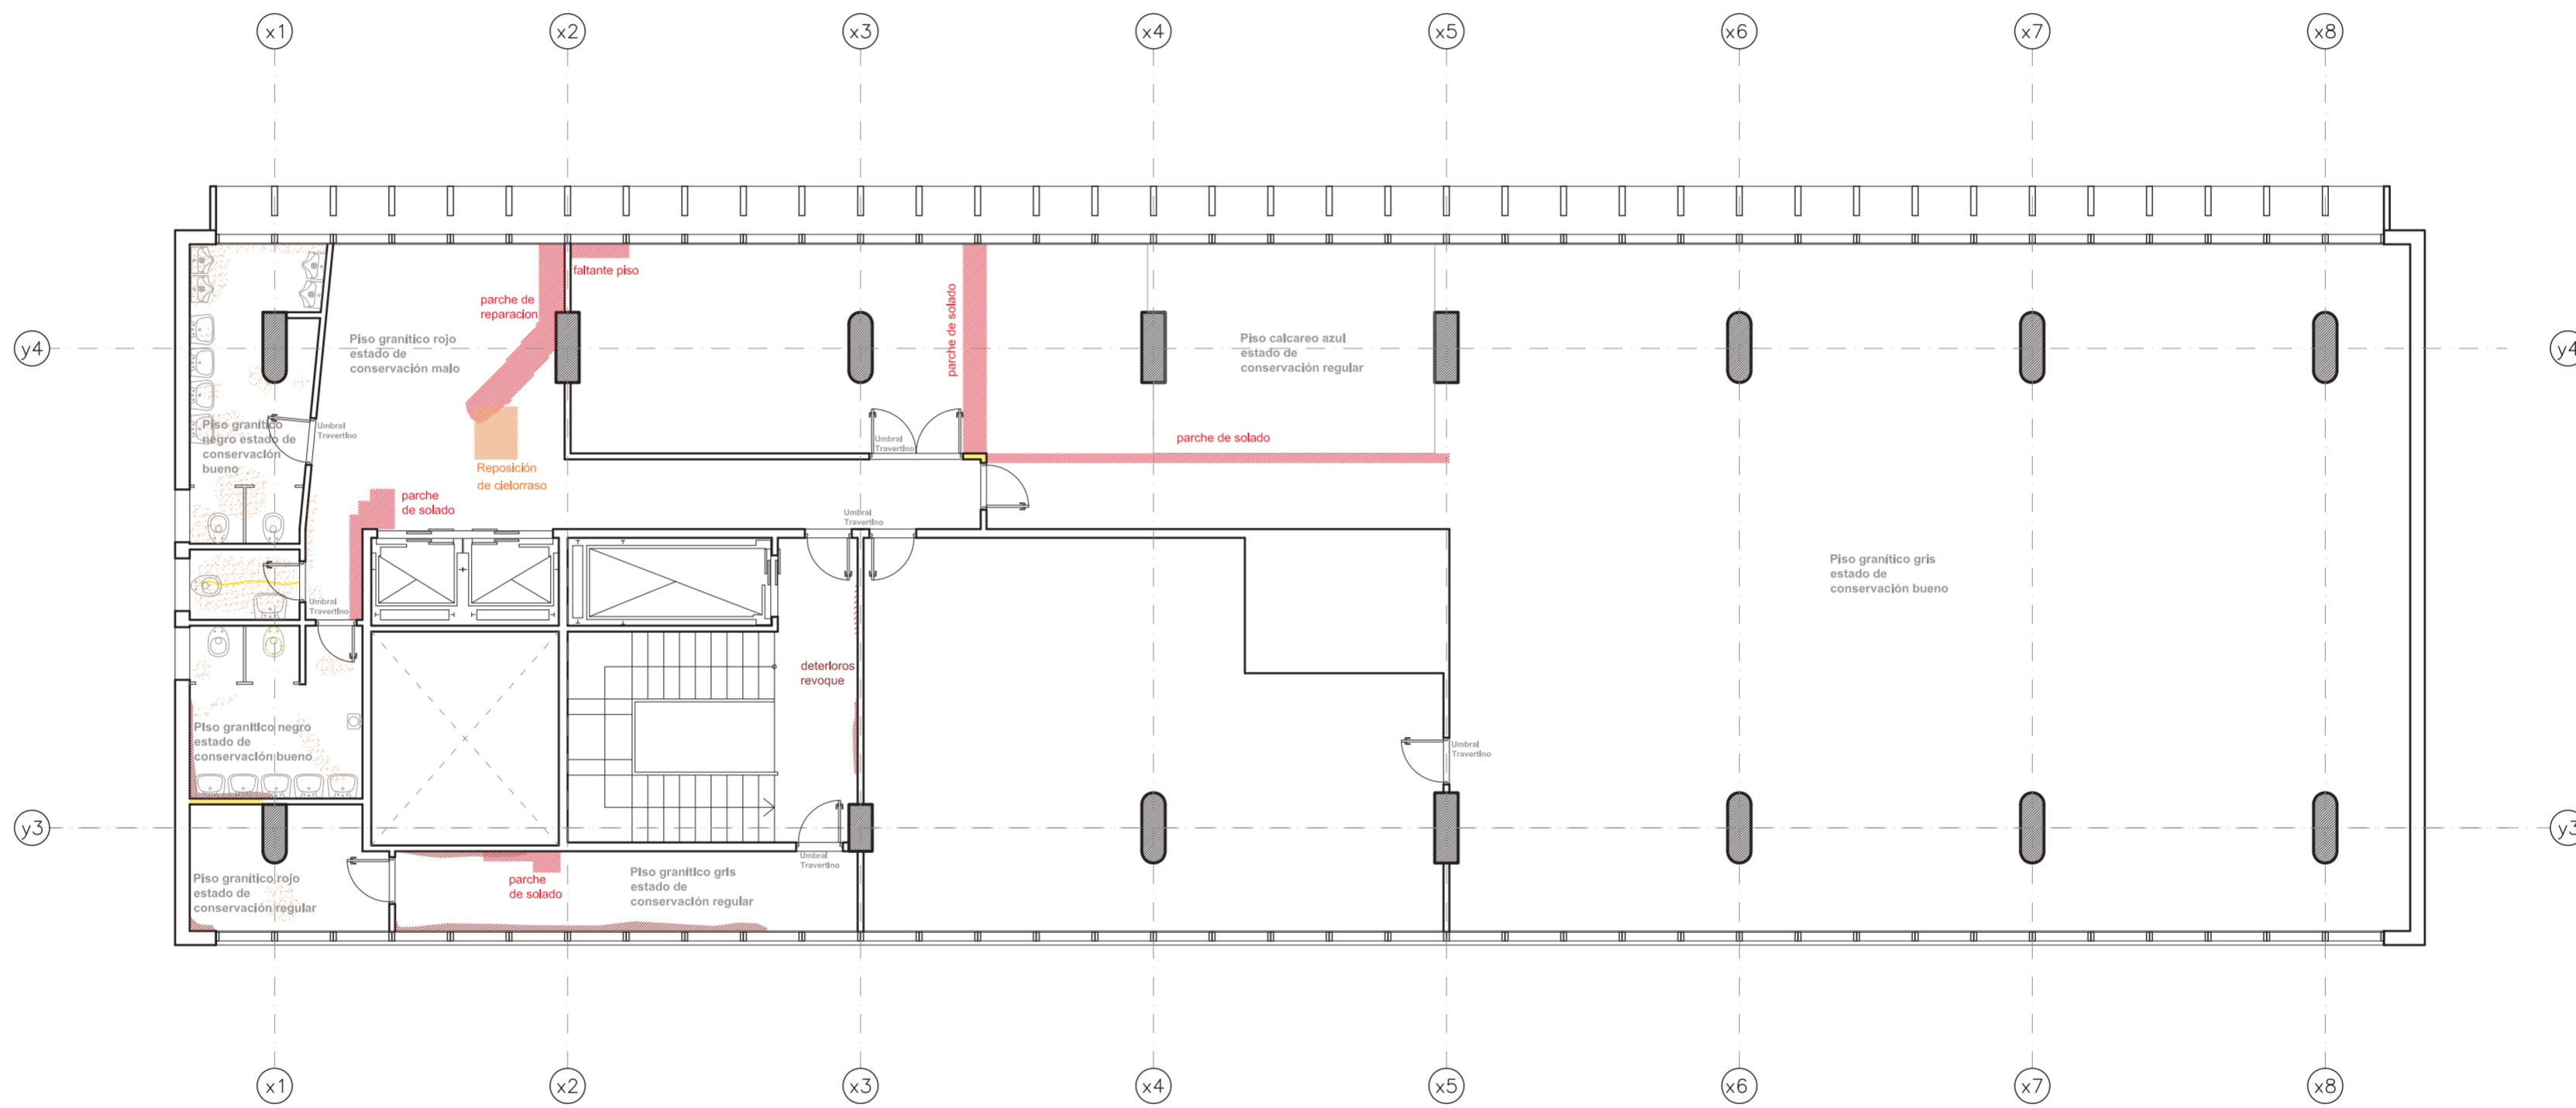 x1
x2
x3
x4
x5
x6
x7
x8
faltante piso
parche de
reparacion
parche de solado
Piso granítico rojo
estado de
conservación malo
Piso calcareo azul
estado de
conservación regular
y4
y4
Piso granítico
negro estado de
conservación
bueno
Umbral
Travertino
Umbral
Travertino
parche de solado
Reposición
de cielorraso
parche
de solado
Umbral
Travertino
Piso granítico gris
estado de
conservación bueno
Umbral
Travertino
deterioros
revoque
Piso granítico negro
estado de
conservación bueno
Umbral
Travertino
y3
y3
Umbral
Travertino
Piso granítico rojo
estado de
conservación regular
parche
de solado
Piso granítico gris
estado de
conservación regular
x1
x2
x3
x4
x5
x6
x7
x8